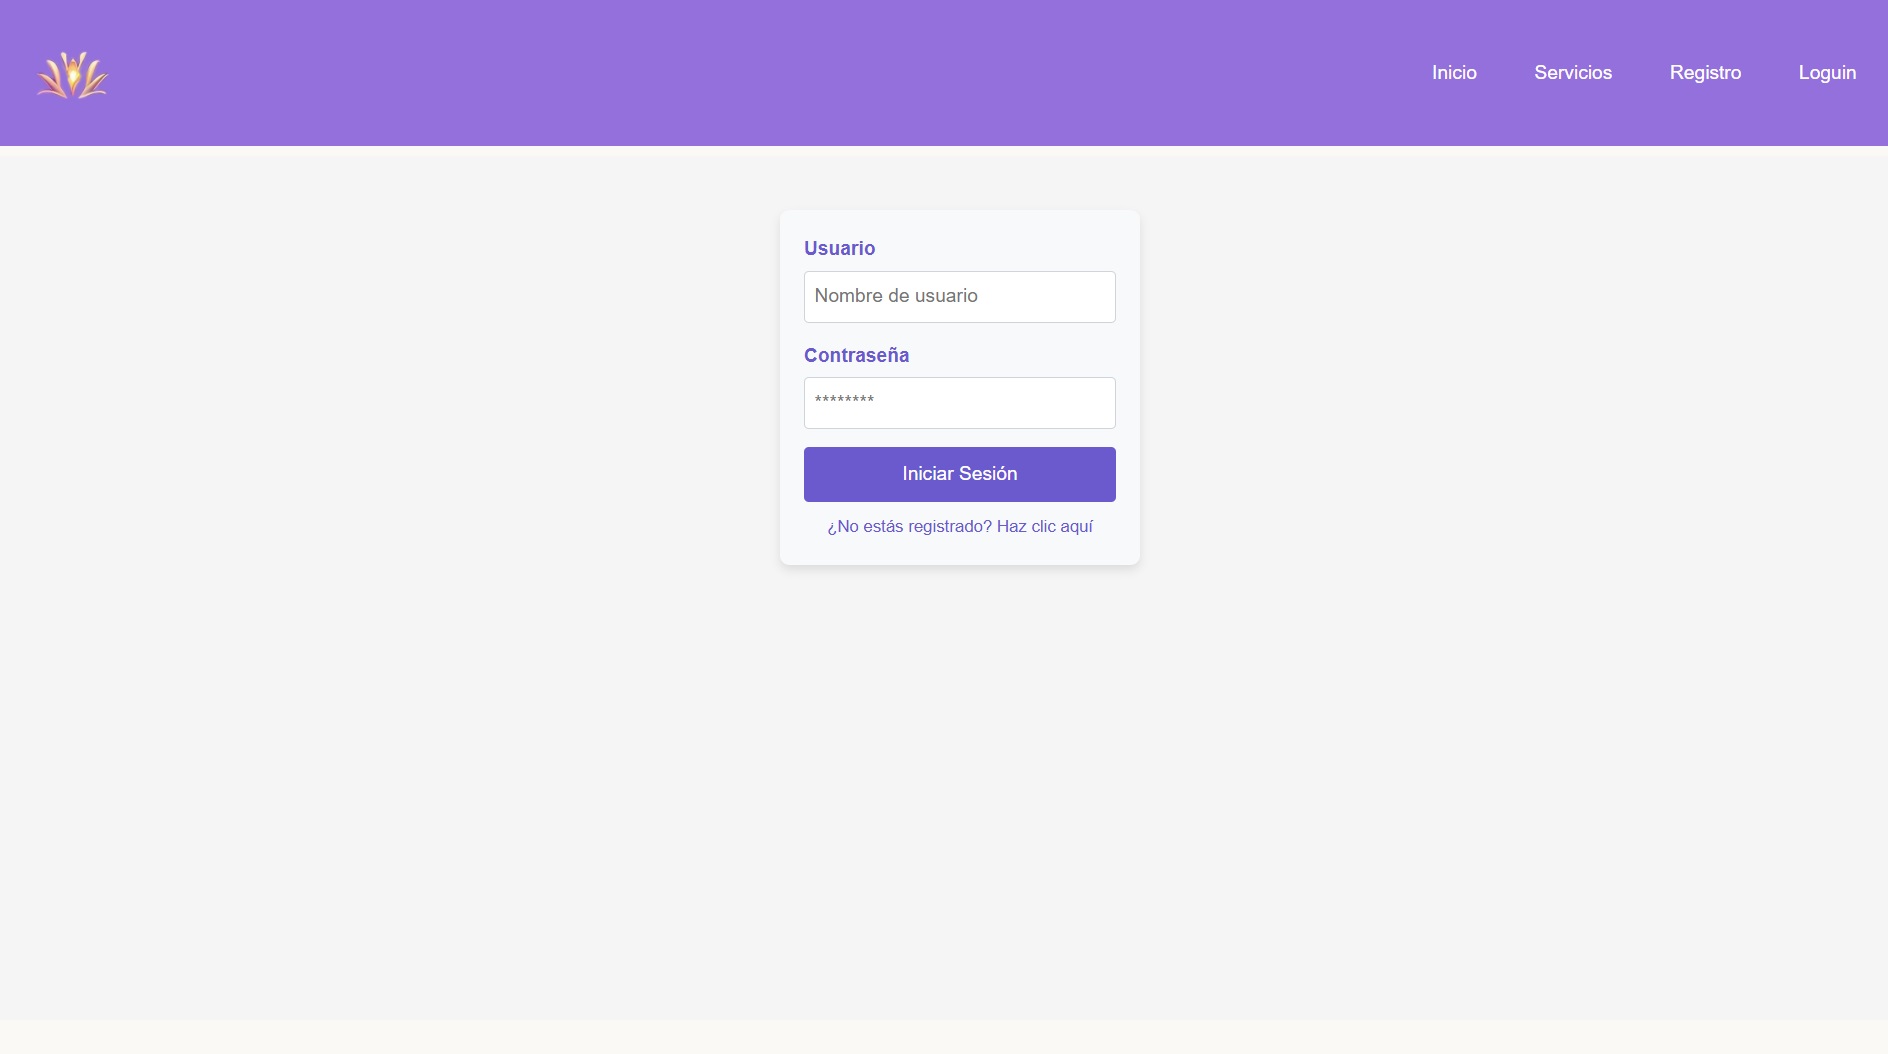 Inicio Servicios Registro Loguin
Usuario
Nombre de usuario
Contraseña
********
Iniciar Sesión
¿No estás registrado? Haz clic aquí